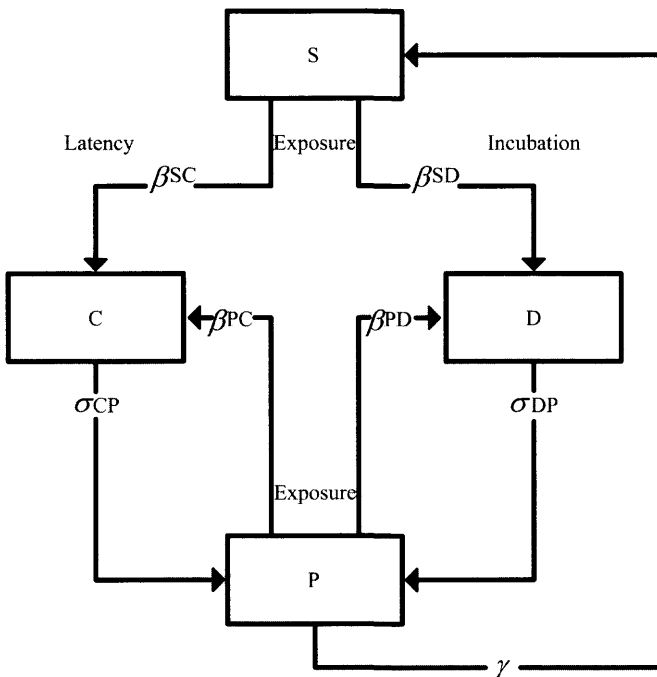 S
Latency
Exposure
Incubation
βSC
βSD
C
βPC
βPD
D
σCP
σDP
Exposure
P
γ